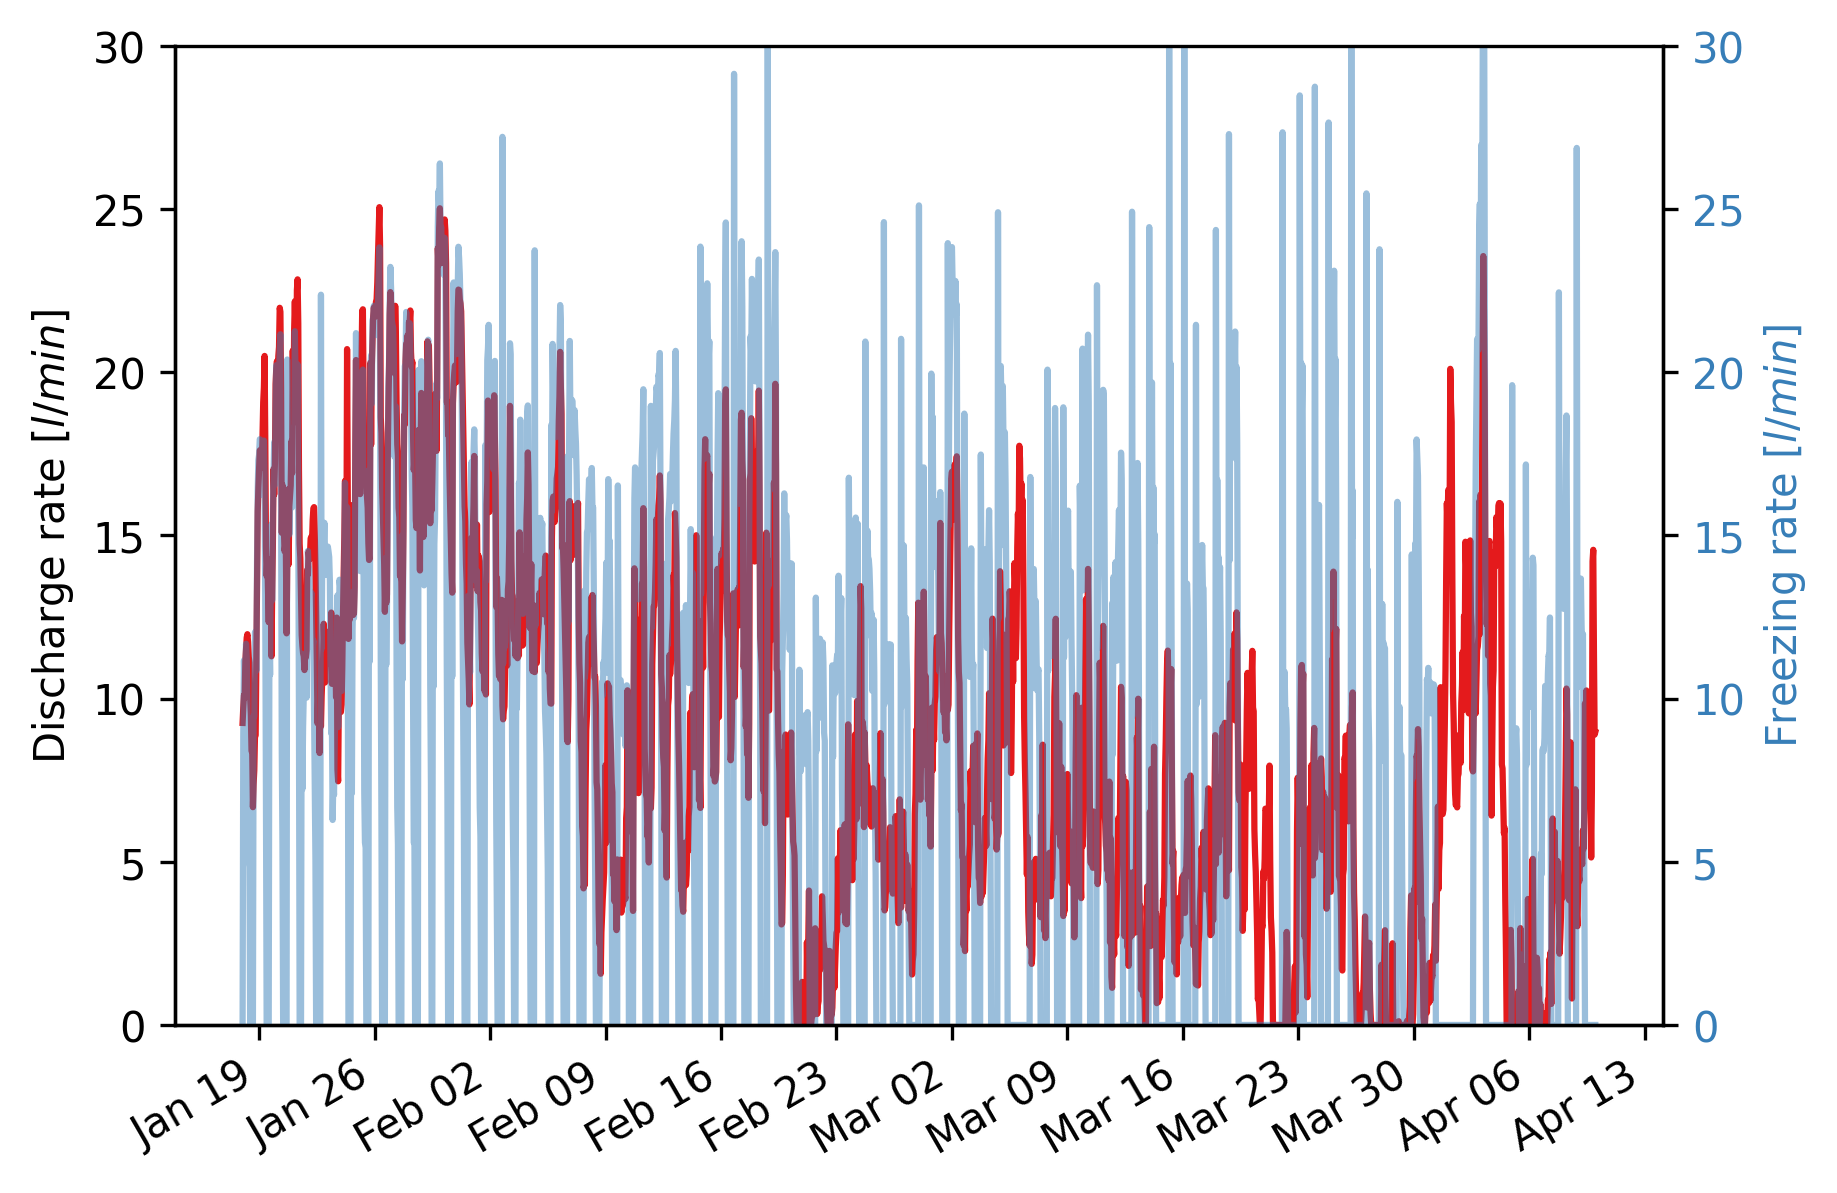 30
25
20
15
10
5
0
Discharge rate [l/min]
30
25
20
15
10
5
0
Freezing rate [l/min]
Jan 19
Jan 26
Feb 02
Feb 09
Feb 16
Feb 23
Mar 02
Mar 09
Mar 16
Mar 23
Mar 30
Apr 06
Apr 13